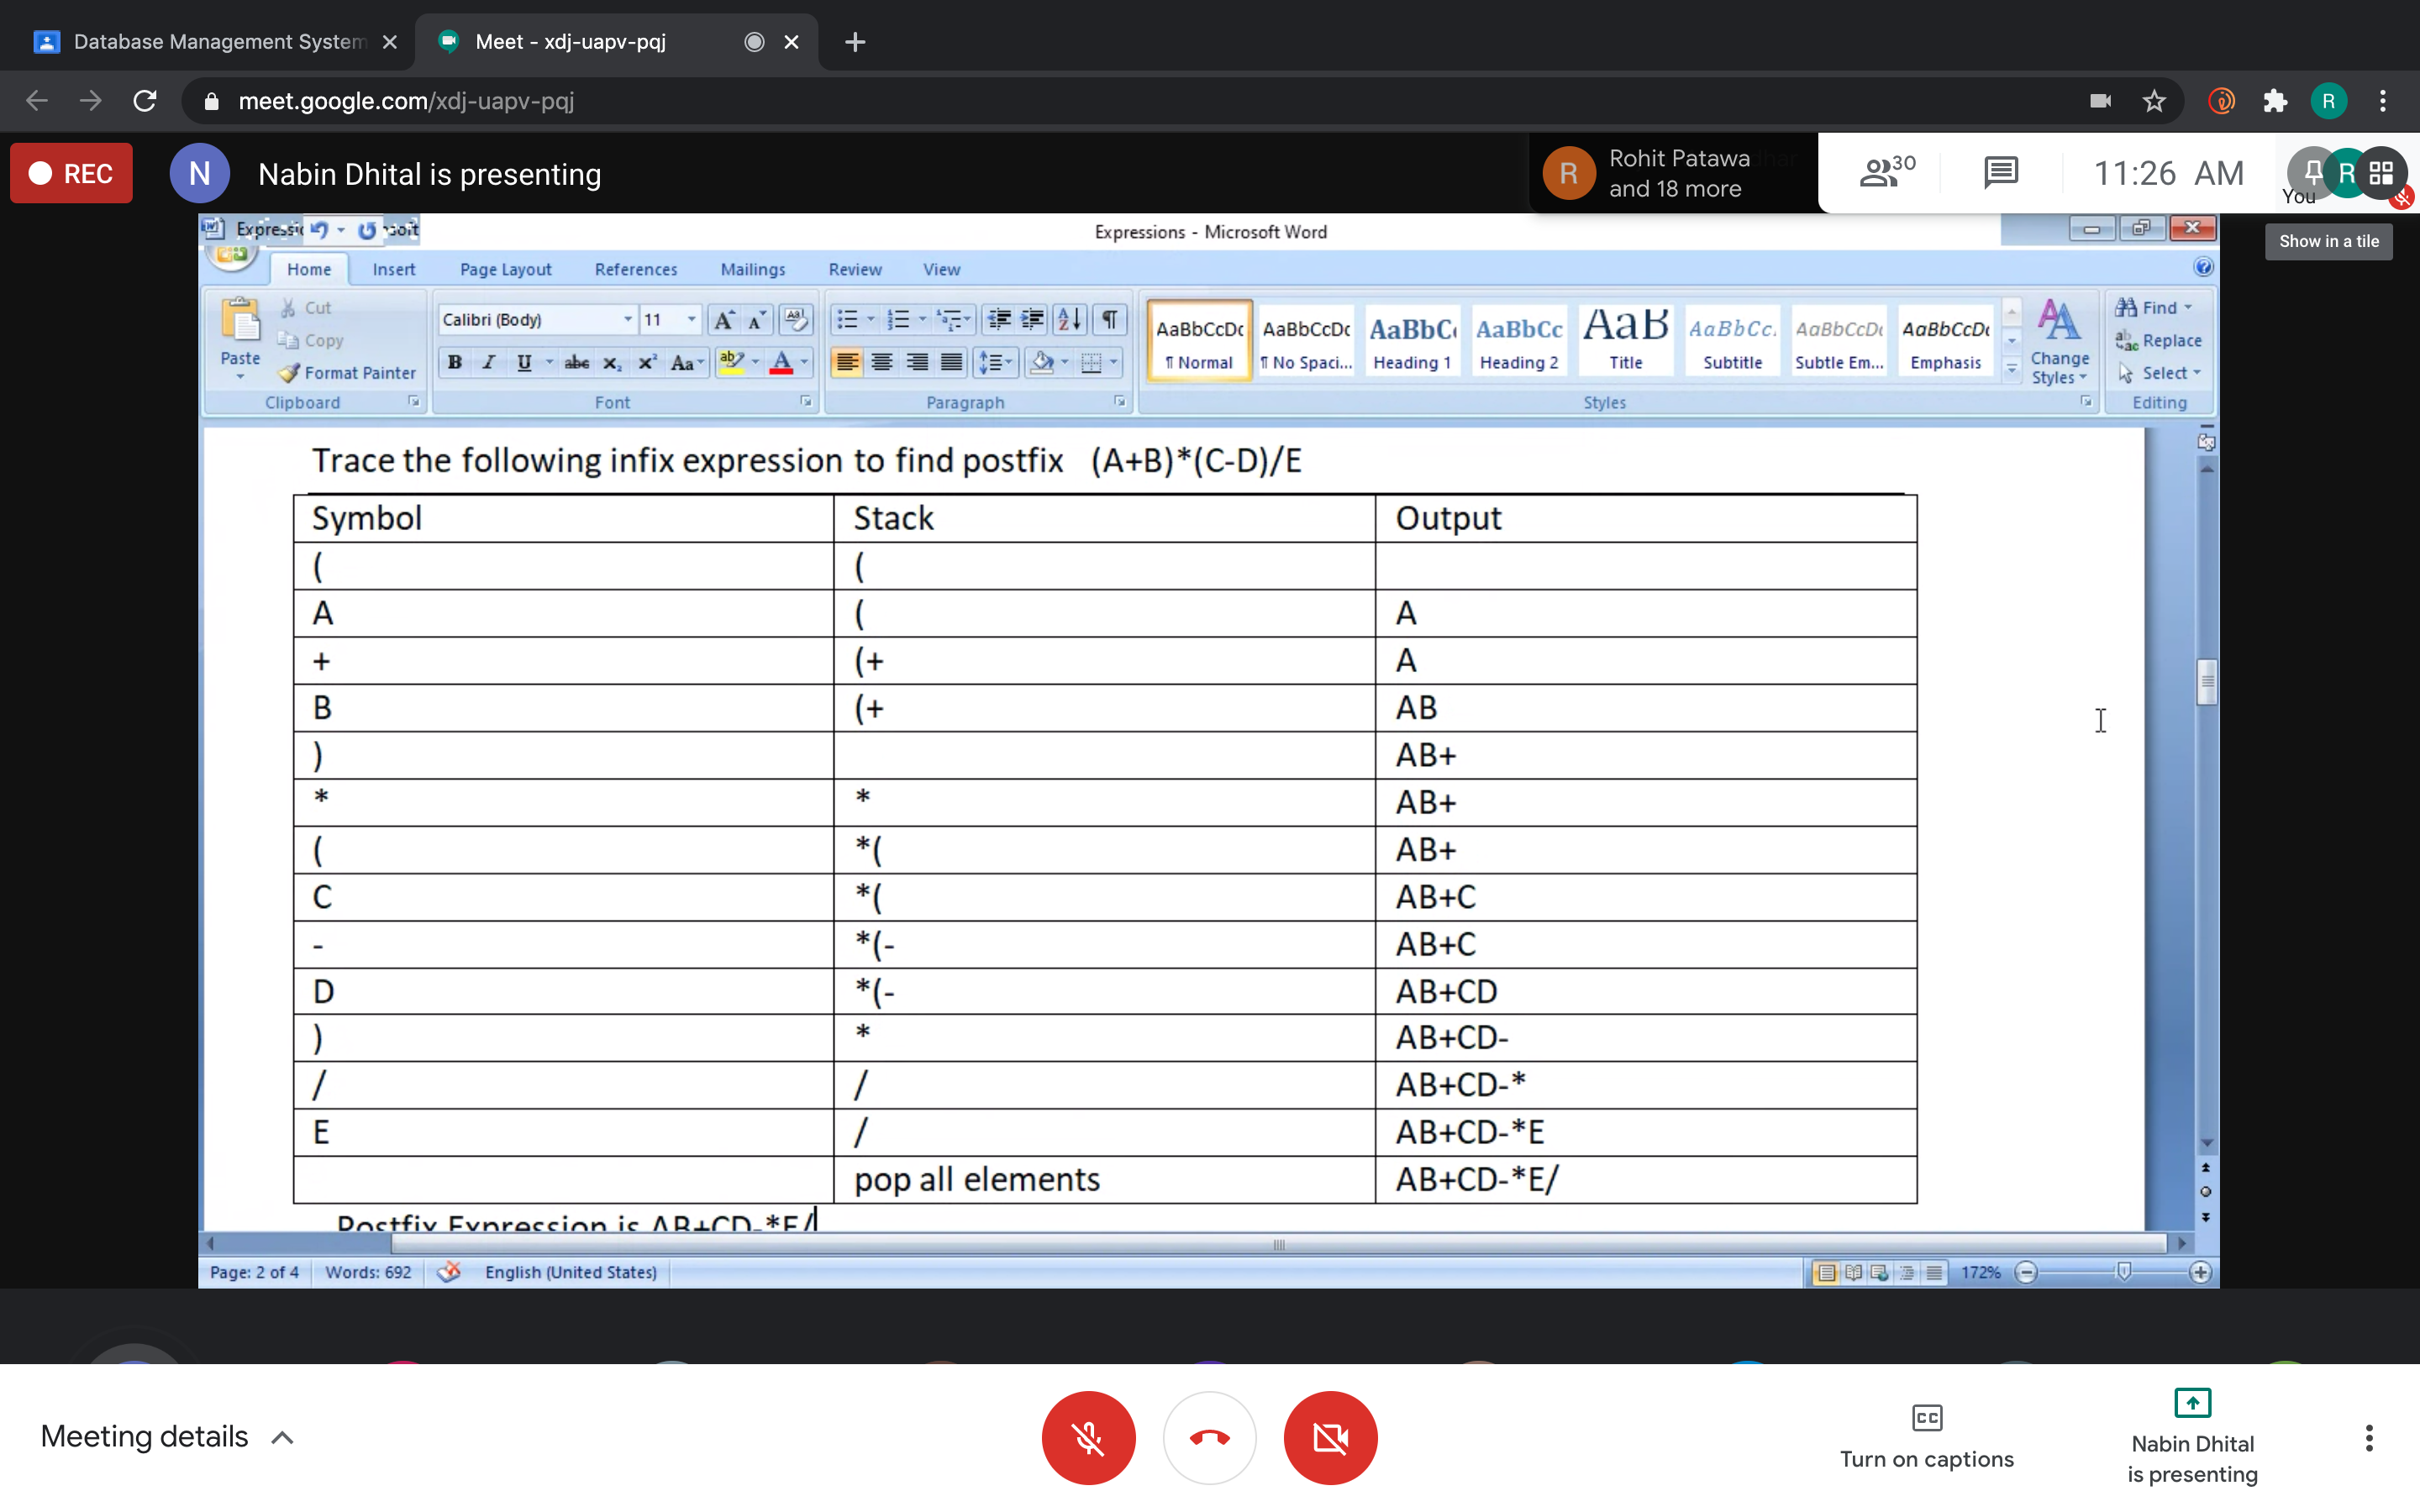 Database Management System
Meet - xdj-uapv-pqj
meet.google.com/xdj-uapv-pqj
R
REC
N
Nabin Dhital is presenting
R
Rohit Patawa
and 18 more
30
11:26 AM
R
You
Show in a tile
Expressions - Microsoft Word
Home Insert Page Layout References Mailings Review View
Paste
Cut
Copy
Format Painter
Clipboard
Calibri (Body) 11
Font
Paragraph
AaBbCcDc AaBbCcDc AaBbC AaBbCc AaB AaBbCc. AaBbCcDc AaBbCcDc
¶ Normal ¶ No Spaci... Heading 1 Heading 2 Title Subtitle Subtle Em... Emphasis
Change
Styles
Styles
Find
Replace
Select
Editing
Trace the following infix expression to find postfix (A+B)*(C-D)/E
Symbol Stack Output
( (
A ( A
+ (+ A
B (+ AB
) AB+
* * AB+
( *( AB+
C *( AB+C
- *(- AB+C
D *(- AB+CD
) * AB+CD-
/ / AB+CD-*
E / AB+CD-*E
pop all elements AB+CD-*E/
Postfix Expression is AB+CD-*E/
Page: 2 of 4 Words: 692 English (United States) 172%
Meeting details
Turn on captions
Nabin Dhital
is presenting